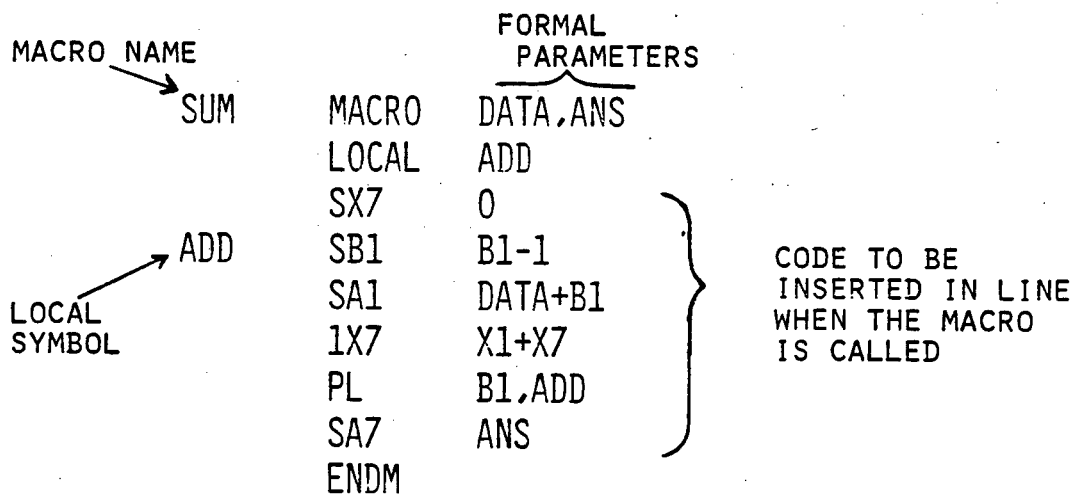 FORMAL
PARAMETERS
MACRO NAME
SUM MACRO DATA,ANS
LOCAL ADD
SX7 0
ADD SB1 B1-1
SA1 DATA+B1
1X7 X1+X7
PL B1,ADD
SA7 ANS
ENDM
LOCAL
SYMBOL
CODE TO BE
INSERTED IN LINE
WHEN THE MACRO
IS CALLED